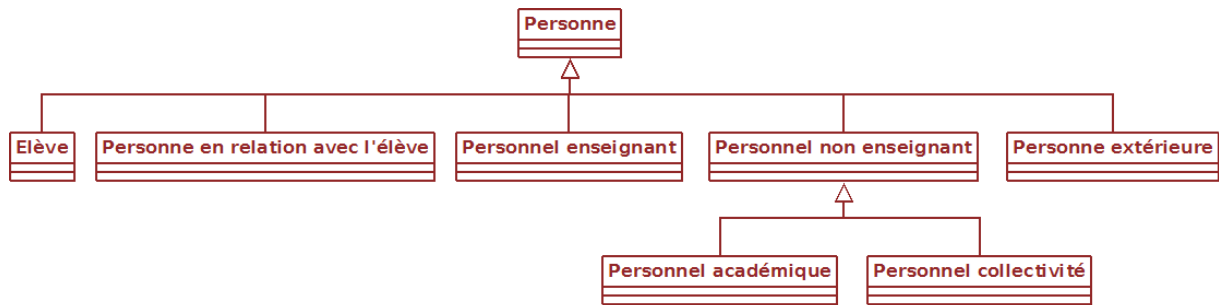 Personne
Elève
Personne en relation avec l'élève
Personnel enseignant
Personnel non enseignant
Personne extérieure
Personnel académique
Personnel collectivité